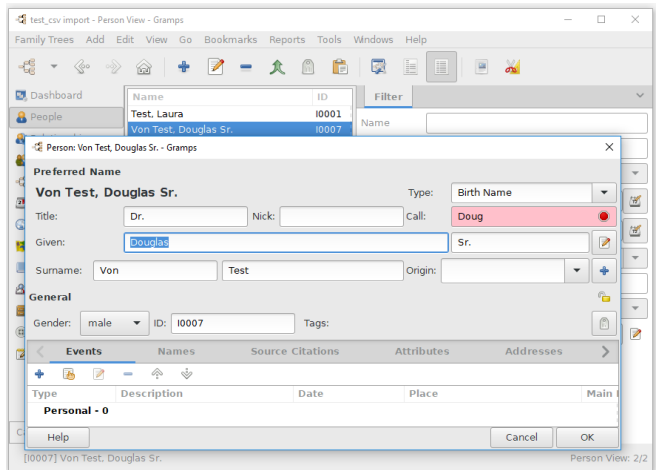 test_csv import - Person View - Gramps
Family Trees Add Edit View Go Bookmarks Reports Tools Windows Help
Dashboard
Name ID
Filter
People
Test, Laura I0001
Name
Von Test, Douglas Sr. I0007
Person: Von Test, Douglas Sr. - Gramps
Preferred Name
Von Test, Douglas Sr.
Type: Birth Name
Title: Dr. Nick: Call: Doug
Given: Douglas Sr.
Surname: Von Test Origin:
General
Gender: male ID: I0007 Tags:
Events Names Source Citations Attributes Addresses
Type Description Date Place Main
Personal - 0
Help Cancel OK
[I0007] Von Test, Douglas Sr. Person View: 2/2